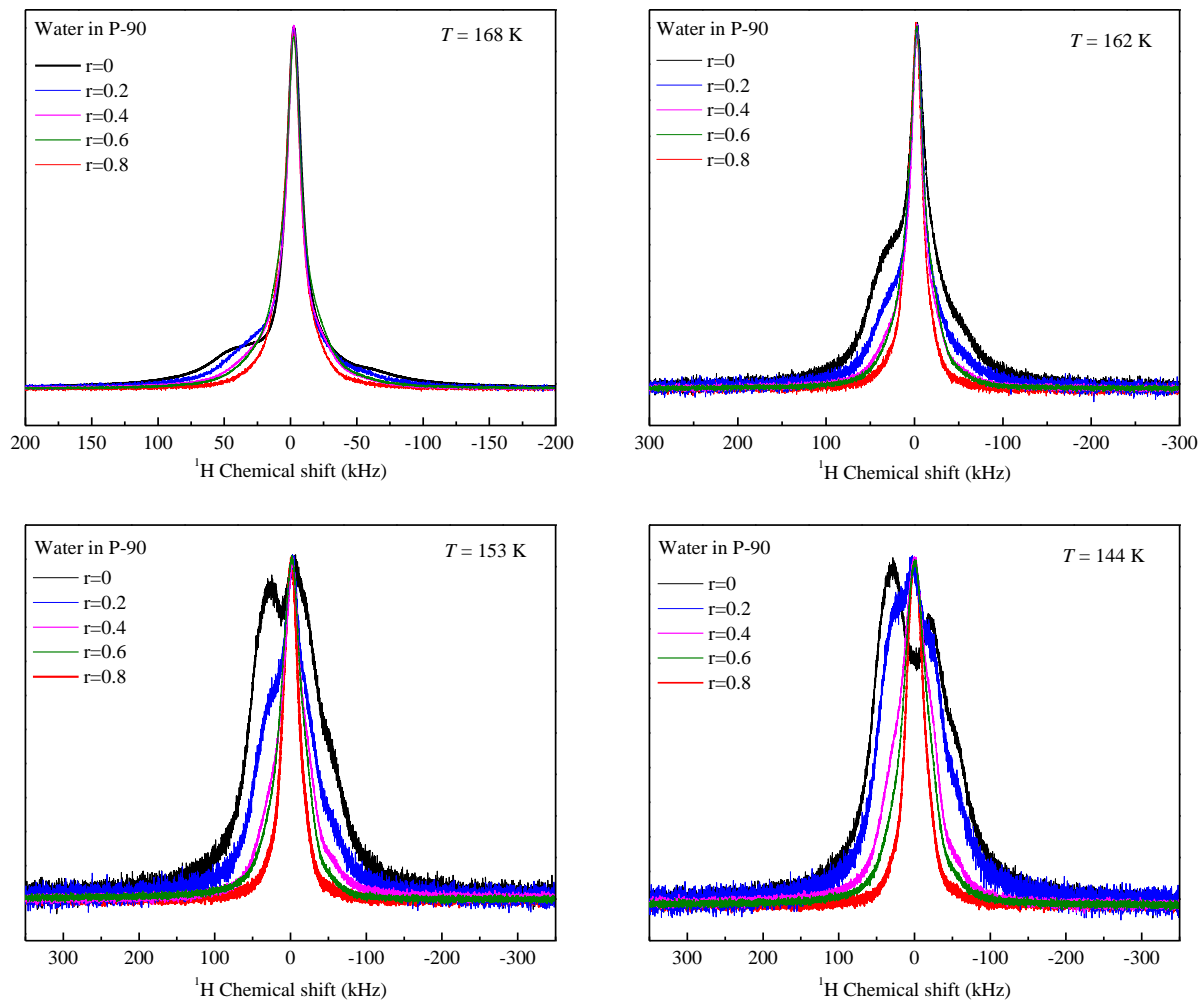 Water in P-90
T = 168 K
r=0
r=0.2
r=0.4
r=0.6
r=0.8
200 150 100 50 0 -50 -100 -150 -200
¹H Chemical shift (kHz)
Water in P-90
T = 162 K
r=0
r=0.2
r=0.4
r=0.6
r=0.8
300 200 100 0 -100 -200 -300
¹H Chemical shift (kHz)
Water in P-90
T = 153 K
r=0
r=0.2
r=0.4
r=0.6
r=0.8
300 200 100 0 -100 -200 -300
¹H Chemical shift (kHz)
Water in P-90
T = 144 K
r=0
r=0.2
r=0.4
r=0.6
r=0.8
300 200 100 0 -100 -200 -300
¹H Chemical shift (kHz)